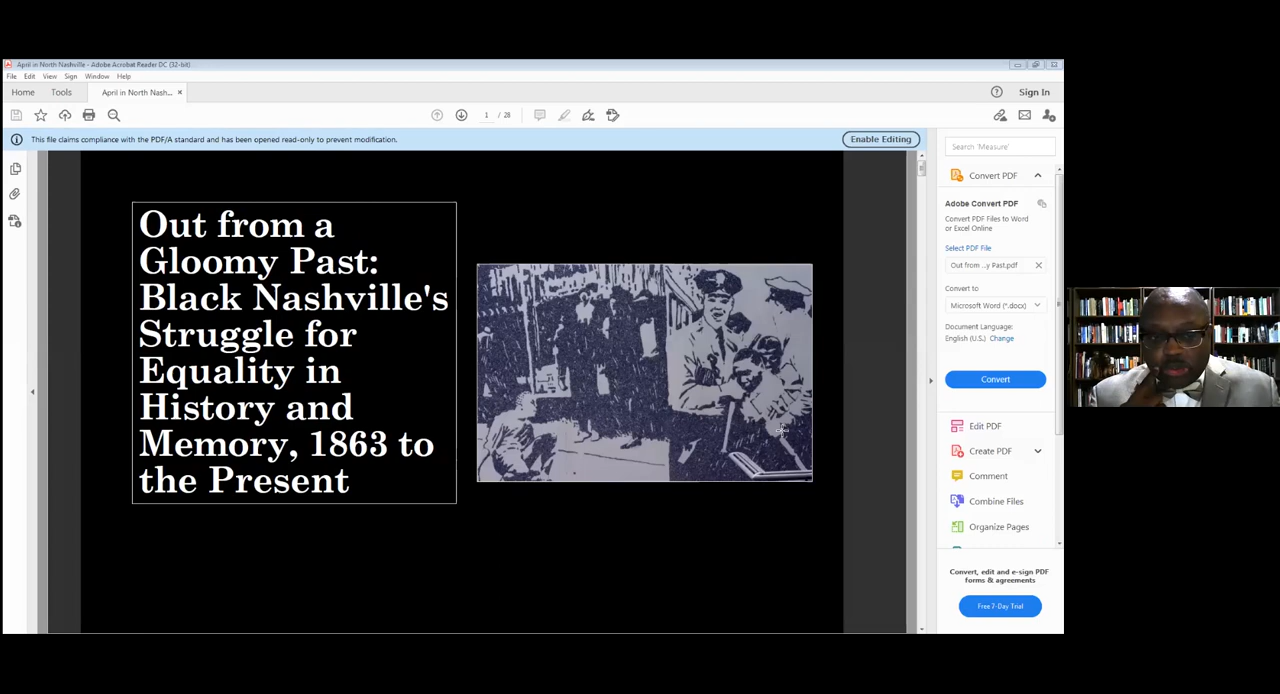 April in North Nashville - Adobe Acrobat Reader DC (32-bit)
File Edit View Sign Window Help
Home Tools April in North Nash... × Sign In
1 / 28
This file claims compliance with the PDF/A standard and has been opened read-only to prevent modification. Enable Editing
Search 'Measure'
Convert PDF
Adobe Convert PDF
Convert PDF Files to Word
or Excel Online
Select PDF File
Out from ...y Past.pdf
Convert to
Microsoft Word (*.docx)
Document Language:
English (U.S.) Change
Convert
Edit PDF
Create PDF
Comment
Combine Files
Organize Pages
Convert, edit and e-sign PDF
forms & agreements
Free 7-Day Trial
Out from a
Gloomy Past:
Black Nashville's
Struggle for
Equality in
History and
Memory, 1863 to
the Present